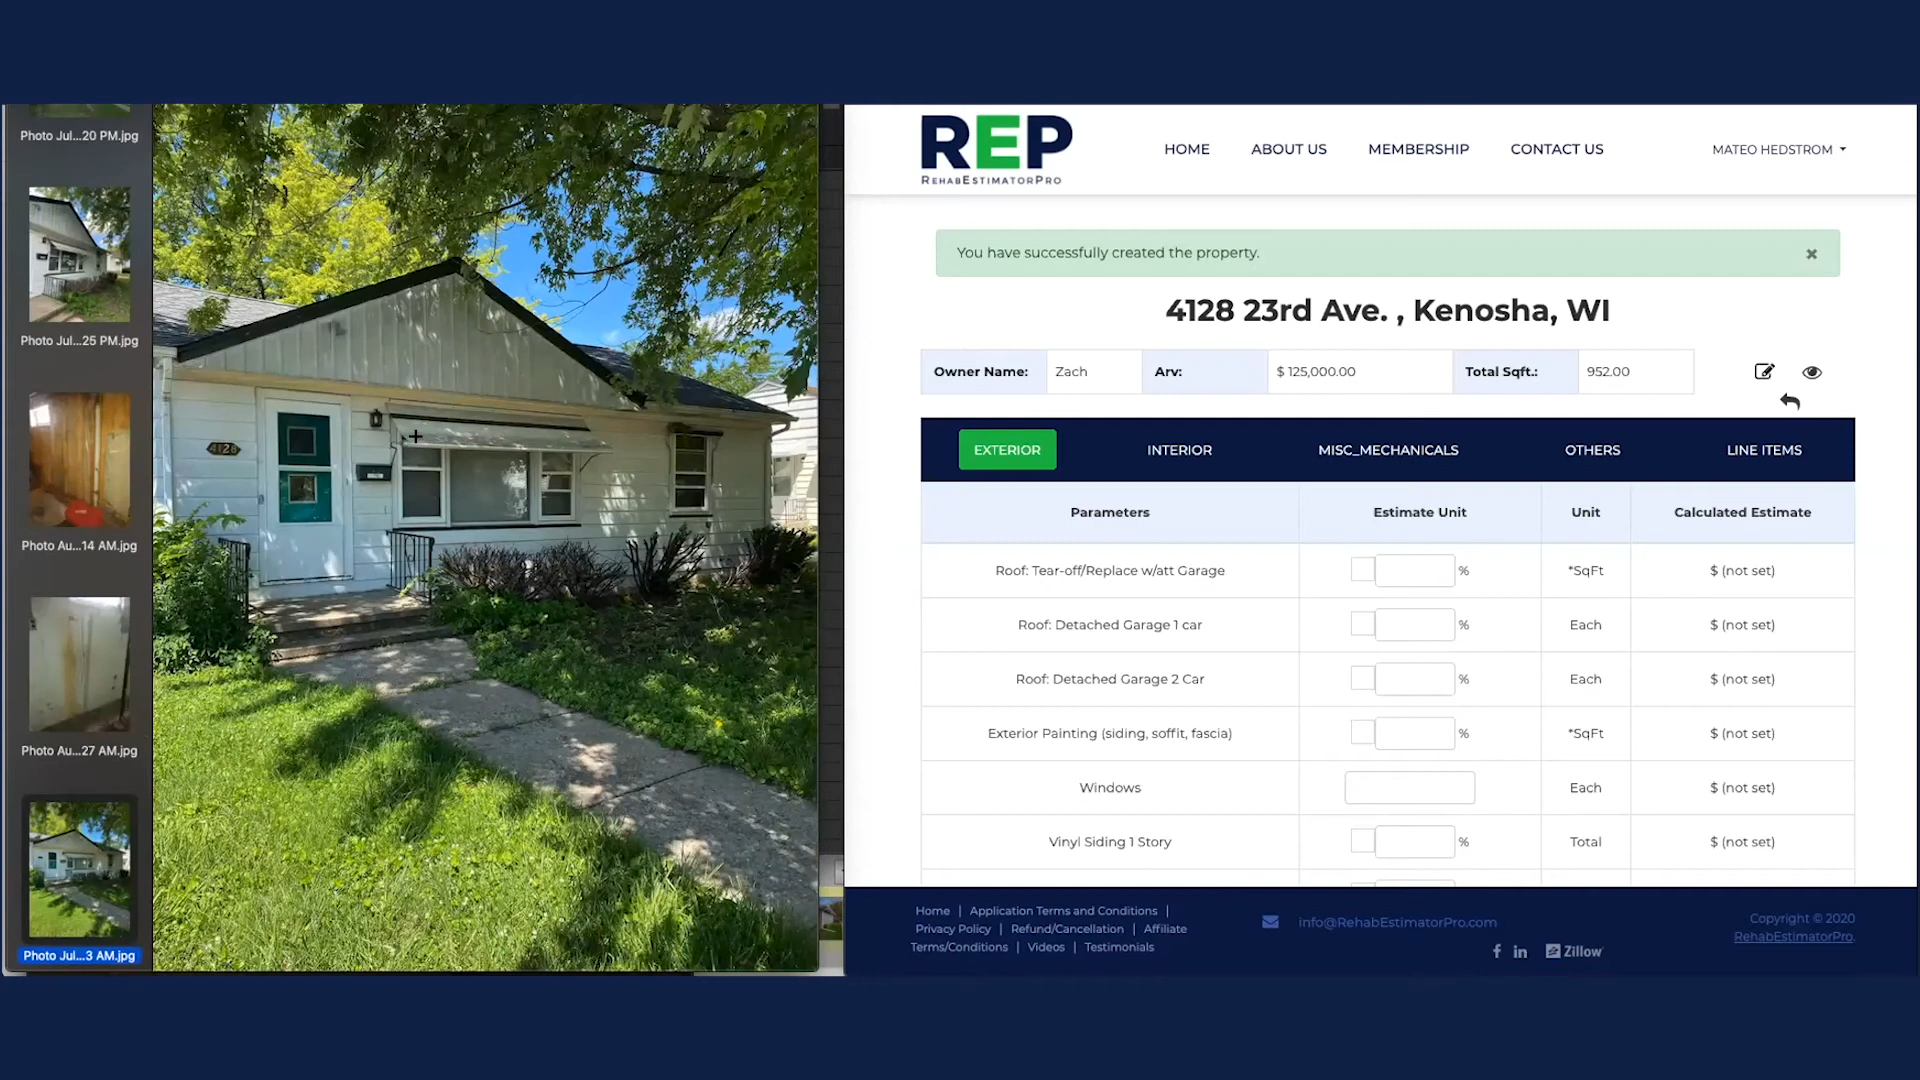 Photo Jul...20 PM.jpg
Photo Jul...25 PM.jpg
Photo Au...14 AM.jpg
Photo Au...27 AM.jpg
Photo Jul...3 AM.jpg
4128
REP
REHABESTIMATORPRO
HOME ABOUT US MEMBERSHIP CONTACT US MATEO HEDSTROM
You have successfully created the property. ×
4128 23rd Ave. , Kenosha, WI
Owner Name: Zach Arv: $ 125,000.00 Total Sqft.: 952.00
EXTERIOR INTERIOR MISC_MECHANICALS OTHERS LINE ITEMS
Parameters Estimate Unit Unit Calculated Estimate
Roof: Tear-off/Replace w/att Garage % *SqFt $ (not set)
Roof: Detached Garage 1 car % Each $ (not set)
Roof: Detached Garage 2 Car % Each $ (not set)
Exterior Painting (siding, soffit, fascia) % *SqFt $ (not set)
Windows Each $ (not set)
Vinyl Siding 1 Story % Total $ (not set)
Home | Application Terms and Conditions |
Privacy Policy | Refund/Cancellation | Affiliate
Terms/Conditions | Videos | Testimonials
info@RehabEstimatorPro.com
Zillow
Copyright © 2020
RehabEstimatorPro.